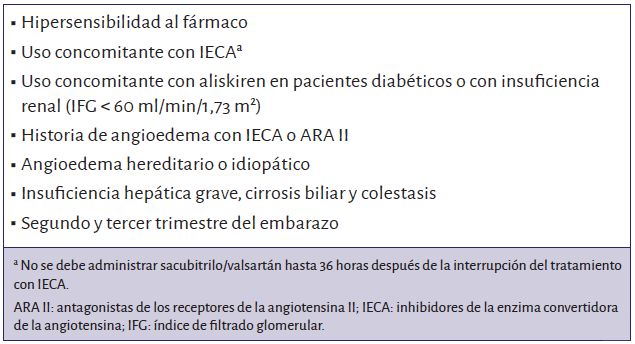 ▪ Hipersensibilidad al fármaco
▪ Uso concomitante con IECAª
▪ Uso concomitante con aliskiren en pacientes diabéticos o con insuficiencia
renal (IFG < 60 ml/min/1,73 m²)
▪ Historia de angioedema con IECA o ARA II
▪ Angioedema hereditario o idiopático
▪ Insuficiencia hepática grave, cirrosis biliar y colestasis
▪ Segundo y tercer trimestre del embarazo
ª No se debe administrar sacubitrilo/valsartán hasta 36 horas después de la interrupción del tratamiento
con IECA.
ARA II: antagonistas de los receptores de la angiotensina II; IECA: inhibidores de la enzima convertidora
de la angiotensina; IFG: índice de filtrado glomerular.